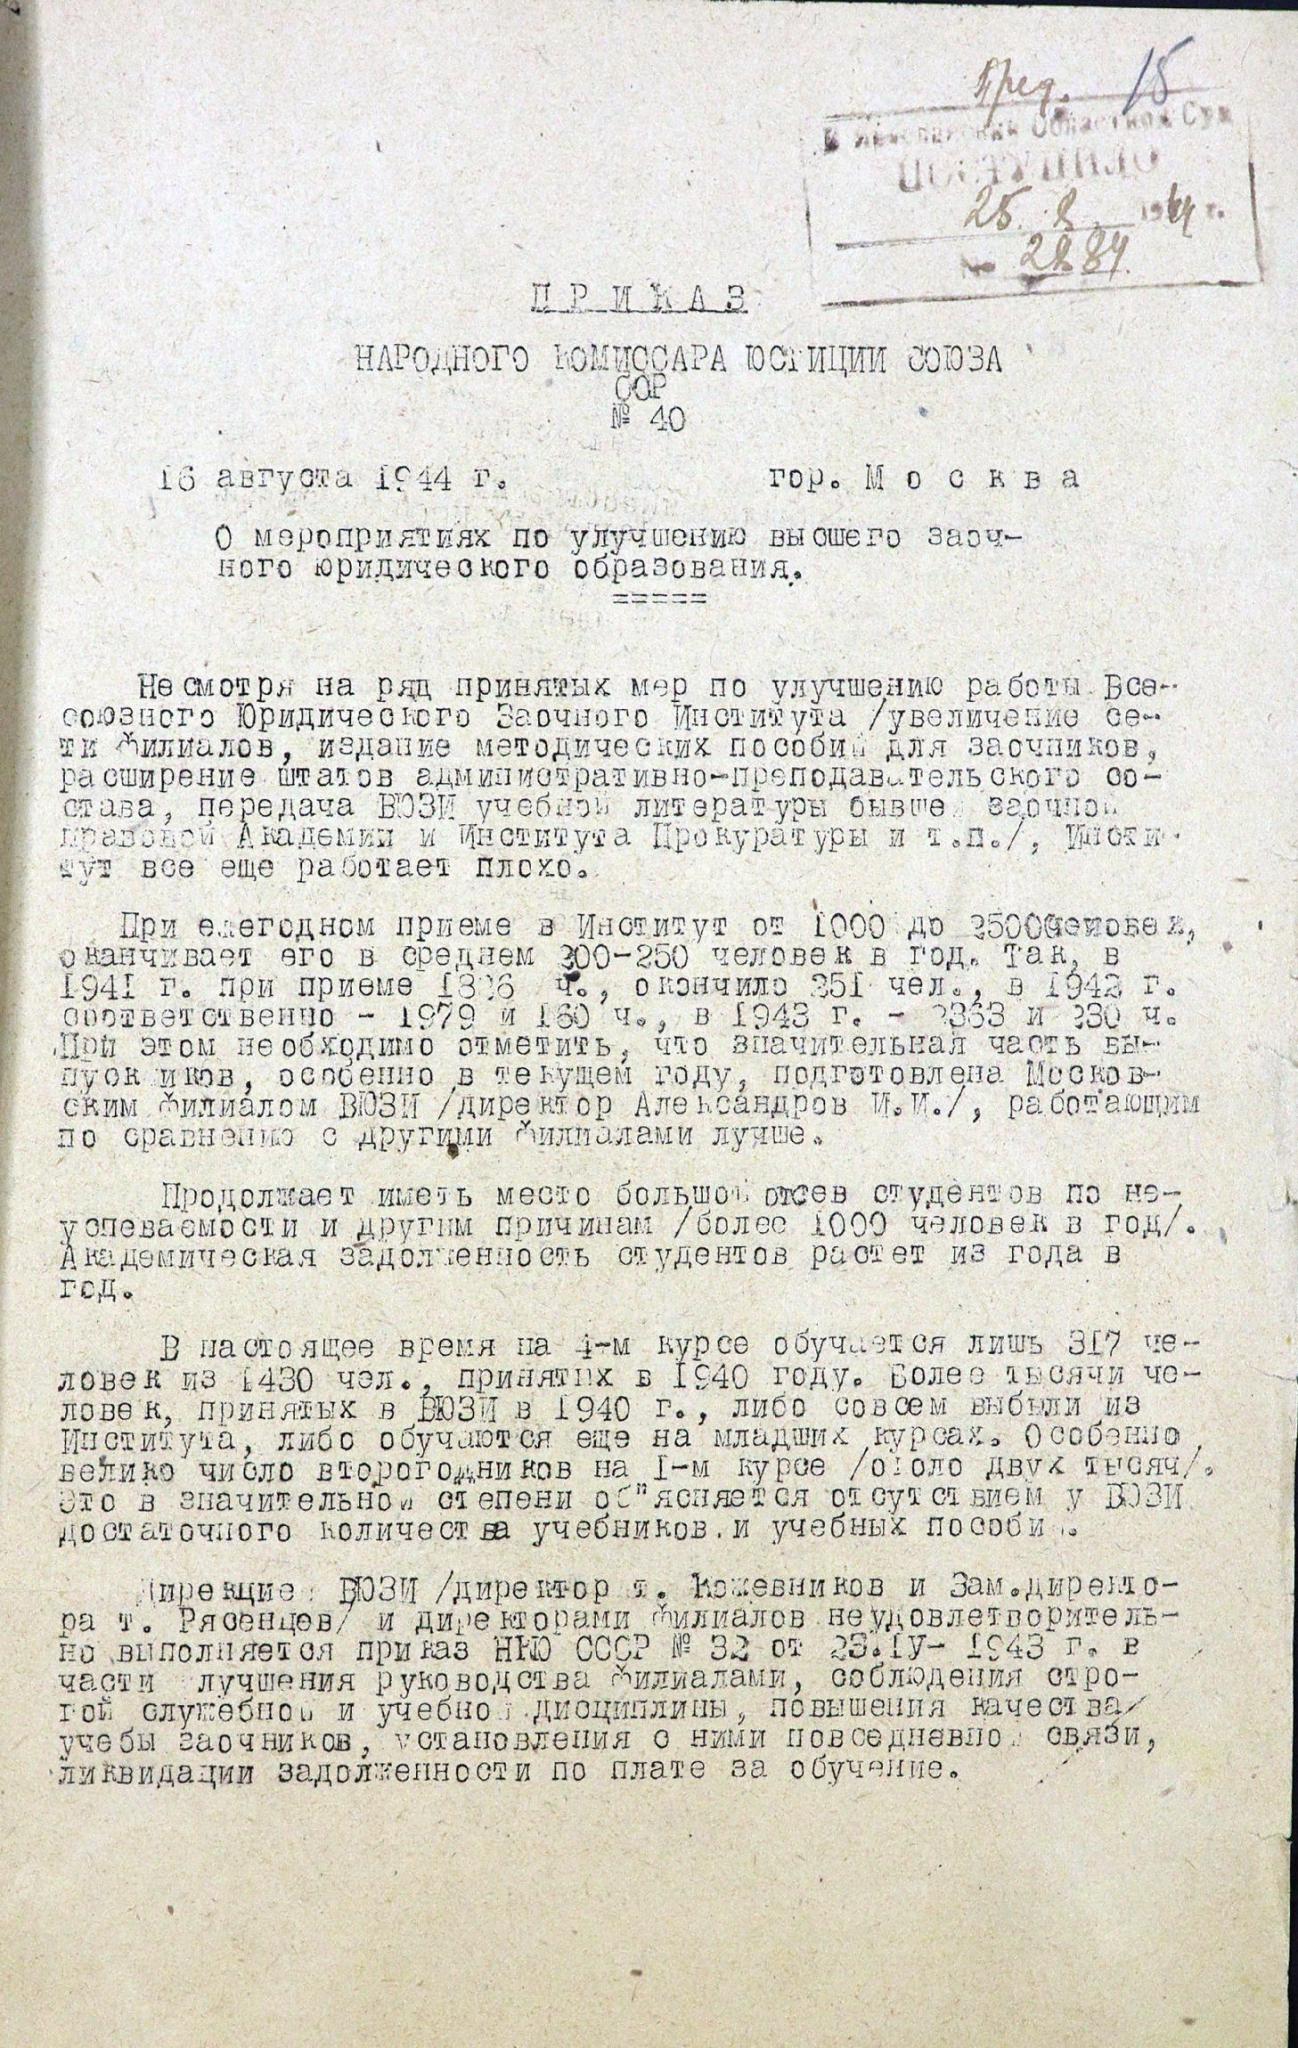 Пред. 15
Областной Суд
ПОСТУПИЛО
25. 8. 1944 г.
№ 2884.
ПРИКАЗ
НАРОДНОГО КОМИССАРА ЮСТИЦИИ СОЮЗА
ССР
№ 40
16 августа 1944 г. гор. Москва
О мероприятиях по улучшению высшего заоч-
ного юридического образования.
=====
Несмотря на ряд принятых мер по улучшению работы Все-
союзного Юридического Заочного Института /увеличение се-
ти филиалов, издание методических пособий для заочников,
расширение штатов административно-преподавательского со-
става, передача ВЮЗИ учебной литературы бывшей заочной
правовой Академии и Института Прокуратуры и т.п./, Инсти-
тут все еще работает плохо.
При ежегодном приеме в Институт от 1000 до 2500 человек,
оканчивает его в среднем 200-250 человек в год. Так, в
1941 г. при приеме ч., окончило 251 чел., в 1942 г.
соответственно - 1979 и 160 ч., в 1943 г. - 2363 и 230 ч.
При этом необходимо отметить, что значительная часть вы-
пускников, особенно в текущем году, подготовлена Москов-
ским филиалом ВЮЗИ /директор Александров И.И./, работающим
по сравнению с другими филиалами лучше.
Продолжает иметь место большой отсев студентов по не-
успеваемости и другим причинам /более 1000 человек в год/.
Академическая задолженность студентов растет из года в
год.
В настоящее время на 4-м курсе обучается лишь 317 че-
ловек из 1430 чел., принятых в 1940 году. Более тысячи че-
ловек, принятых в ВЮЗИ в 1940 г., либо совсем выбыли из
Института, либо обучаются еще на младших курсах. Особенно
велико число второгодников на I-м курсе /около двух тысяч/.
Это в значительной степени об"ясняется отсутствием у ВЮЗИ
достаточного количества учебников и учебных пособий.
Дирекцией ВЮЗИ /директор т. Кожевников и Зам.директо-
ра т. Рясенцев/ и директорами филиалов неудовлетворитель-
но выполняется приказ НКЮ СССР № 32 от 23.IУ- 1943 г. в
части улучшения руководства филиалами, соблюдения стро-
гой служебной и учебной дисциплины, повышения качества
учебы заочников, установления с ними повседневной связи,
ликвидации задолженности по плате за обучение.